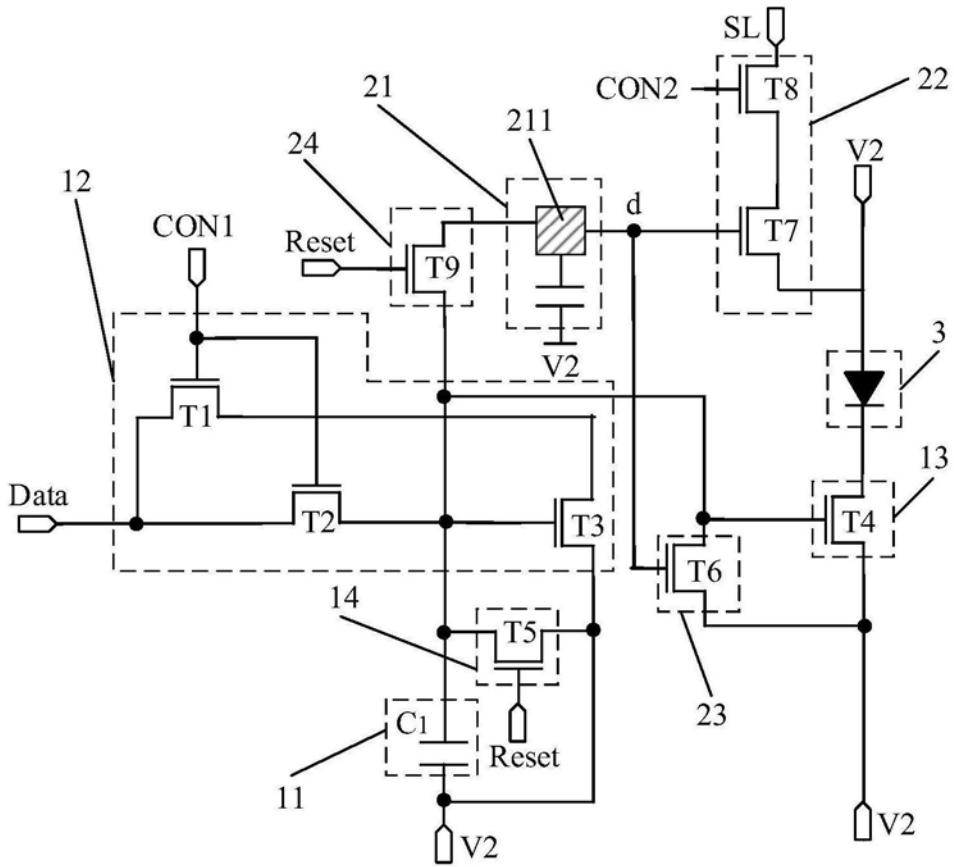 SL
CON2
T8
22
21
211
V2
24
12
CON1
d
T7
Reset
T9
V2
3
T1
13
Data
T2
T3
T4
T6
14
T5
23
C1
Reset
11
V2
V2